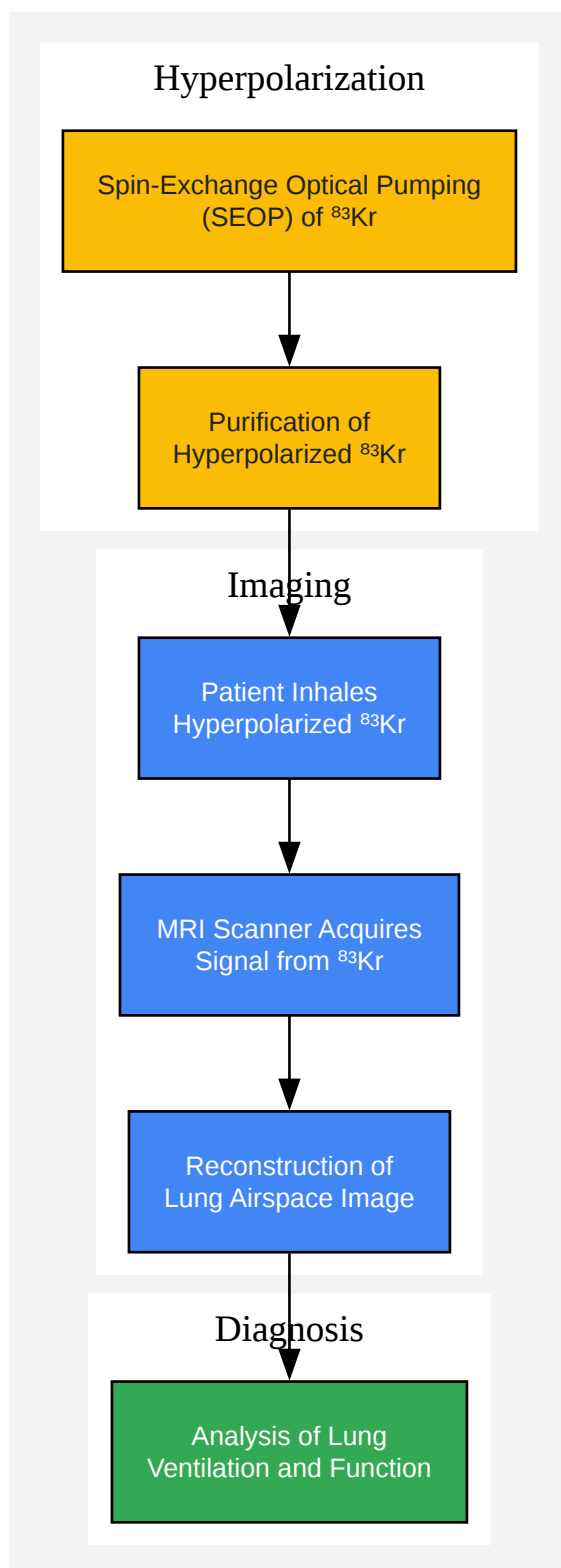 Hyperpolarization
Spin-Exchange Optical Pumping
(SEOP) of ⁸³Kr
Purification of
Hyperpolarized ⁸³Kr
Imaging
Patient Inhales
Hyperpolarized ⁸³Kr
MRI Scanner Acquires
Signal from ⁸³Kr
Reconstruction of
Lung Airspace Image
Diagnosis
Analysis of Lung
Ventilation and Function